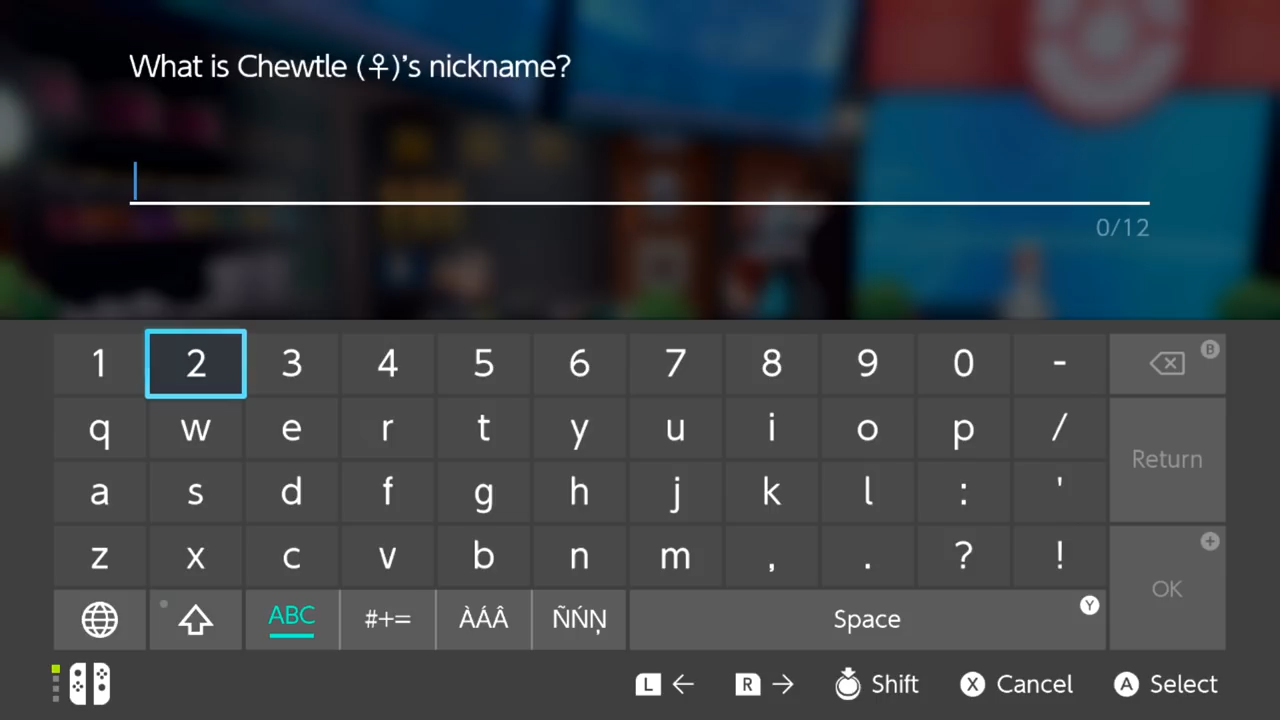 What is Chewtle (♀)'s nickname?
0/12
1 2 3 4 5 6 7 8 9 0 - B
q w e r t y u i o p / Return
a s d f g h j k l : '
z x c v b n m , . ? ! + OK
ABC #+= ÀÁÂ ÑŃŅ Space Y
L ← R → Shift X Cancel A Select